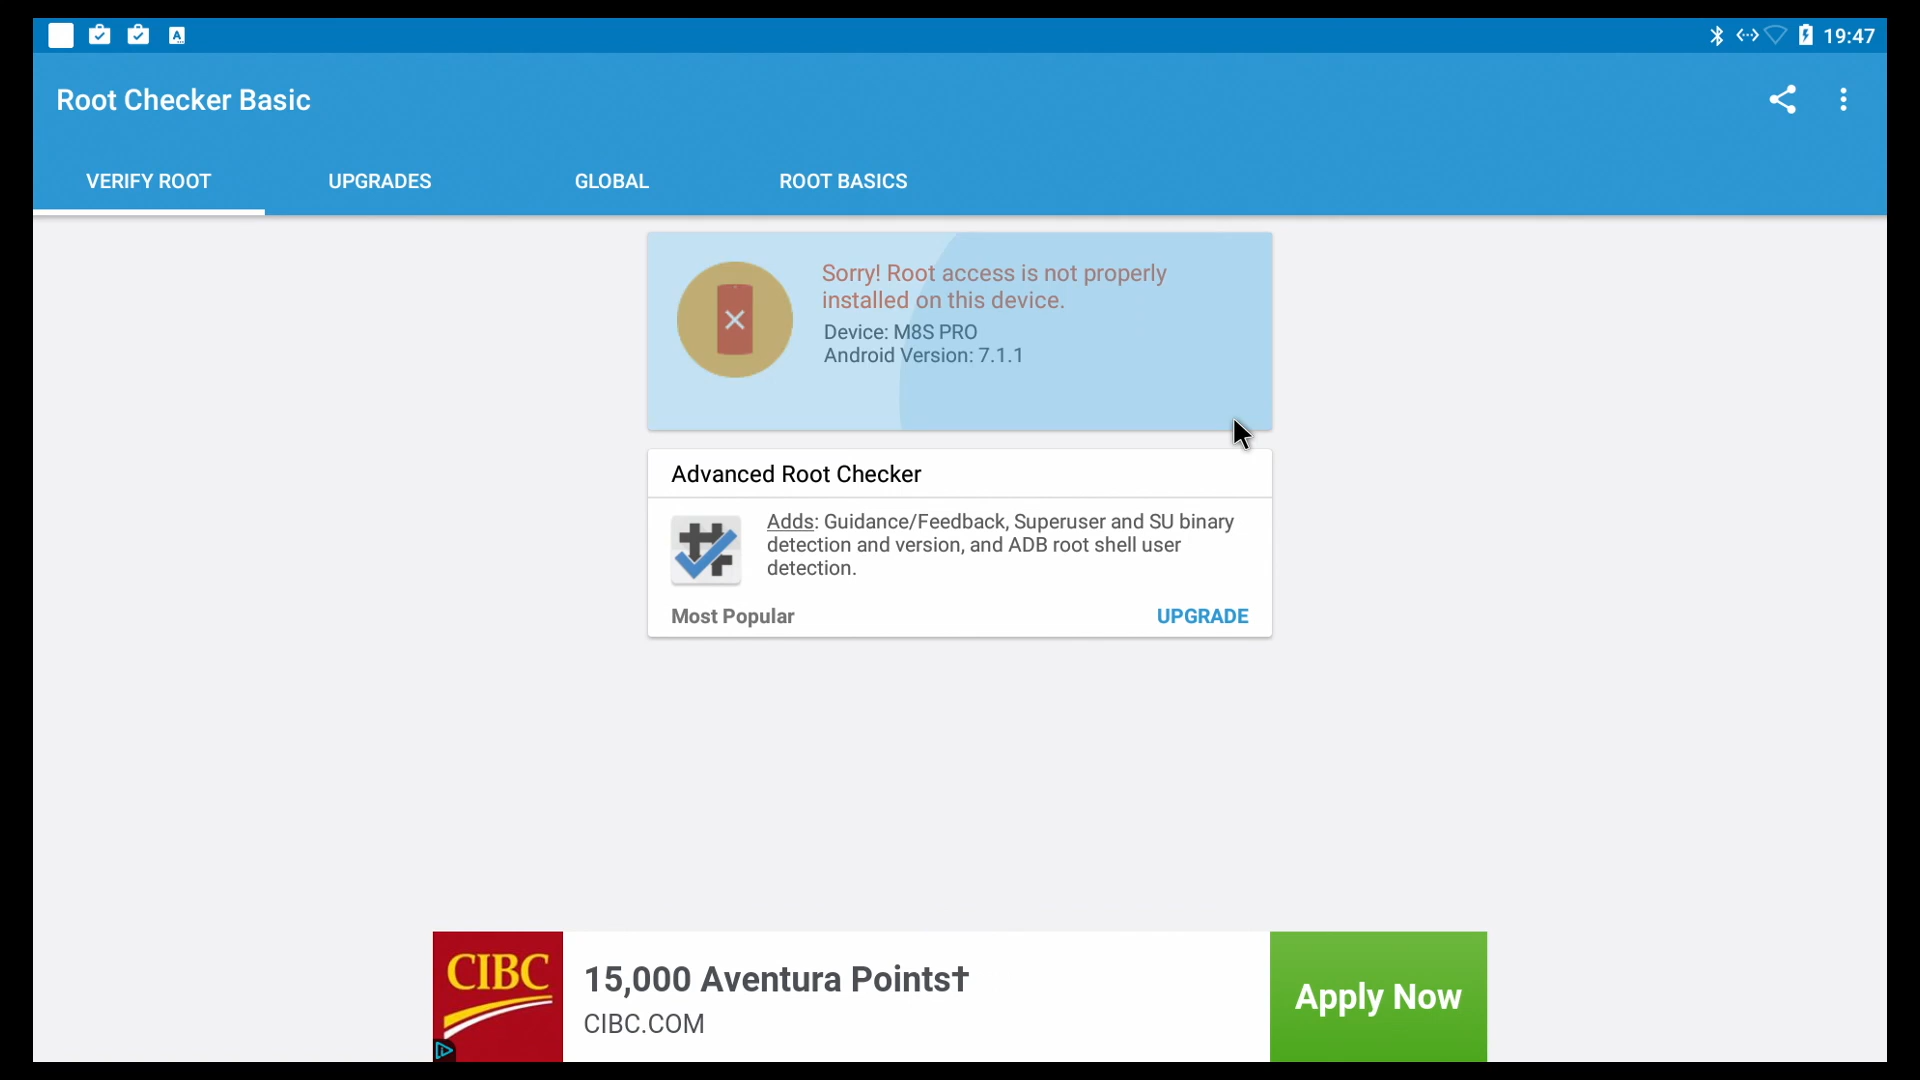 19:47
Root Checker Basic
VERIFY ROOT
UPGRADES
GLOBAL
ROOT BASICS
Sorry! Root access is not properly
installed on this device.
Device: M8S PRO
Android Version: 7.1.1
Advanced Root Checker
Adds: Guidance/Feedback, Superuser and SU binary
detection and version, and ADB root shell user
detection.
Most Popular
UPGRADE
CIBC
15,000 Aventura Points†
CIBC.COM
Apply Now